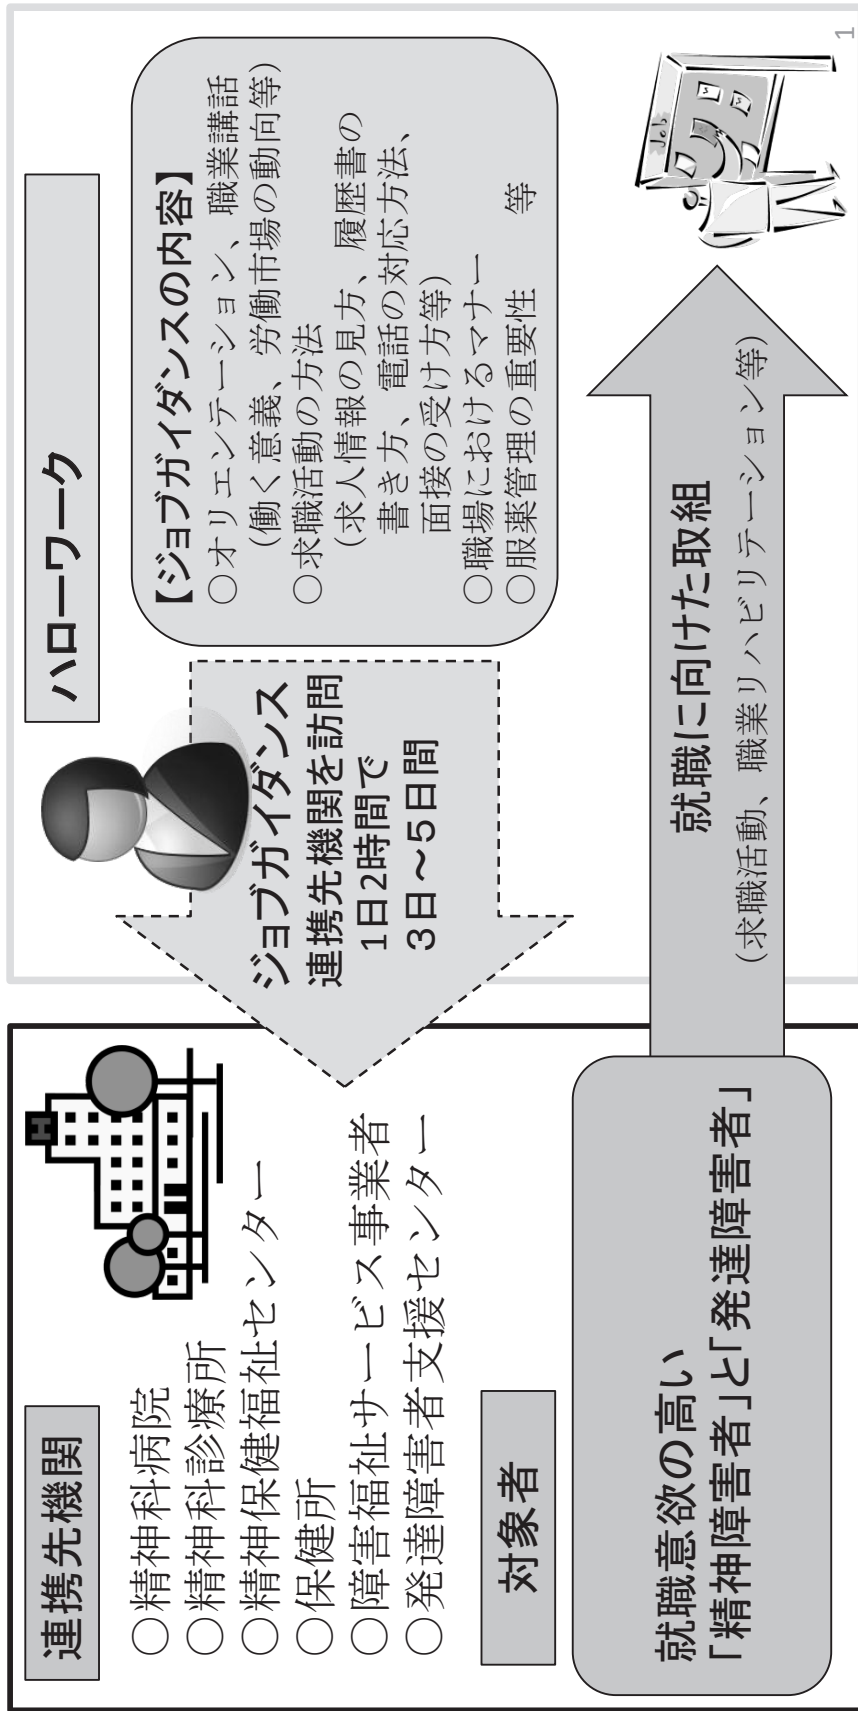 連携先機関
○精神科病院
○精神科診療所
○精神保健福祉センター
○保健所
○障害福祉サービス事業者
○発達障害者支援センター
対象者
就職意欲の高い
「精神障害者」と「発達障害者」
ハローワーク
ジョブガイダンス
連携先機関を訪問
1日2時間で
3日～5日間
【ジョブガイダンスの内容】
○オリエンテーション、職業講話
(働く意義、労働市場の動向等)
○求職活動の方法
(求人情報の見方、履歴書の
書き方、電話の対応方法、
面接の受け方等)
○職場におけるマナー
○服薬管理の重要性 等
就職に向けた取組
(求職活動、職業リハビリテーション等)
Job
1